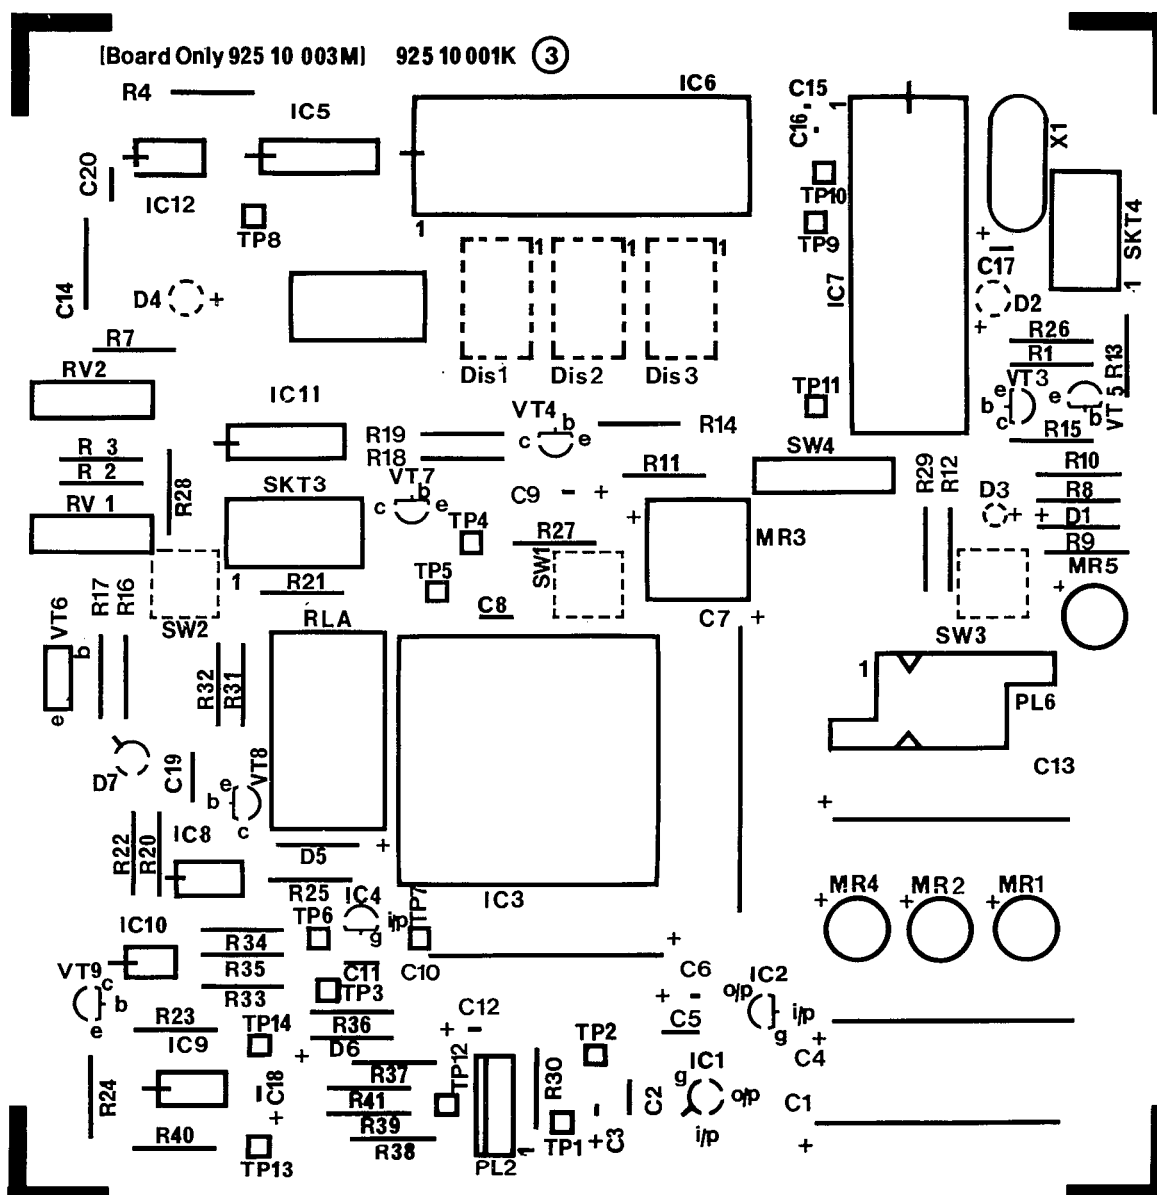 [Board Only 925 10 003M] 925 10 001K 3
R4
IC5
IC6
C15
1
C16
X1
C20
IC12
TP8
1
TP10
TP9
SKT4
1
C17
IC7
C14
D4 +
1
1
1
+
D2
+
R7
R26
R1
R13
RV2
Dis1
Dis2
Dis3
IC11
TP11
VT3
e
b
c
e
b
VT5
VT4
b
c
e
R14
R15
R19
R18
R 3
R 2
R28
SKT3
VT7
b
c
e
C9 +
R11
SW4
R29
R12
R10
R8
D3
+ +
D1
R9
RV 1
TP4
R27
+
MR3
SW1
MR5
+
1
R21
TP5
C8
C7 +
SW2
SW3
R17
R16
VT6
b
e
RLA
1
PL6
R32
R31
D7
C19
VT8
e
b
c
C13
+
R22
R20
IC8
D5
+
R25
IC3
IC4
i/p
g
TP7
TP6
MR4
+
MR2
+
MR1
+
IC10
R34
R35
R33
C11
C10
+
VT9
c
b
e
TP3
C6
+
C5
o/p
IC2
i/p
g
R23
TP14
R36
D6
+
C12
+
TP2
+
C4
IC9
R24
C18
+
R37
R41
R39
R38
TP12
R30
C2
IC1
g
o/p
i/p
C1
+
R40
TP13
PL2
1
TP1
+
C3